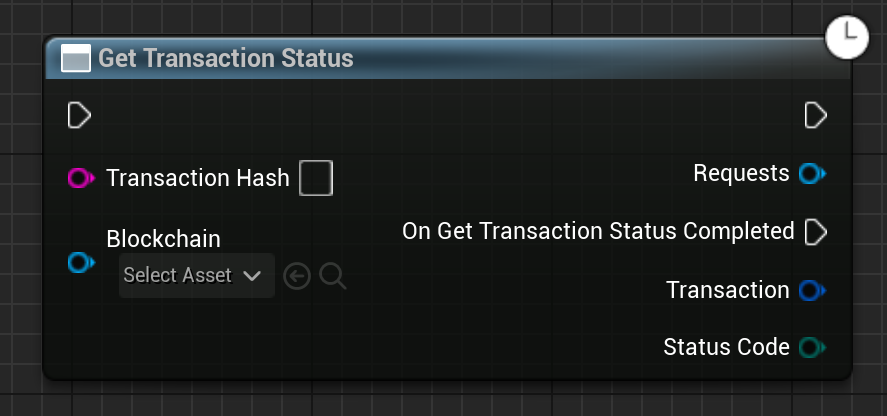 Get Transaction Status
Transaction Hash
Requests
Blockchain
On Get Transaction Status Completed
Select Asset
Transaction
Status Code